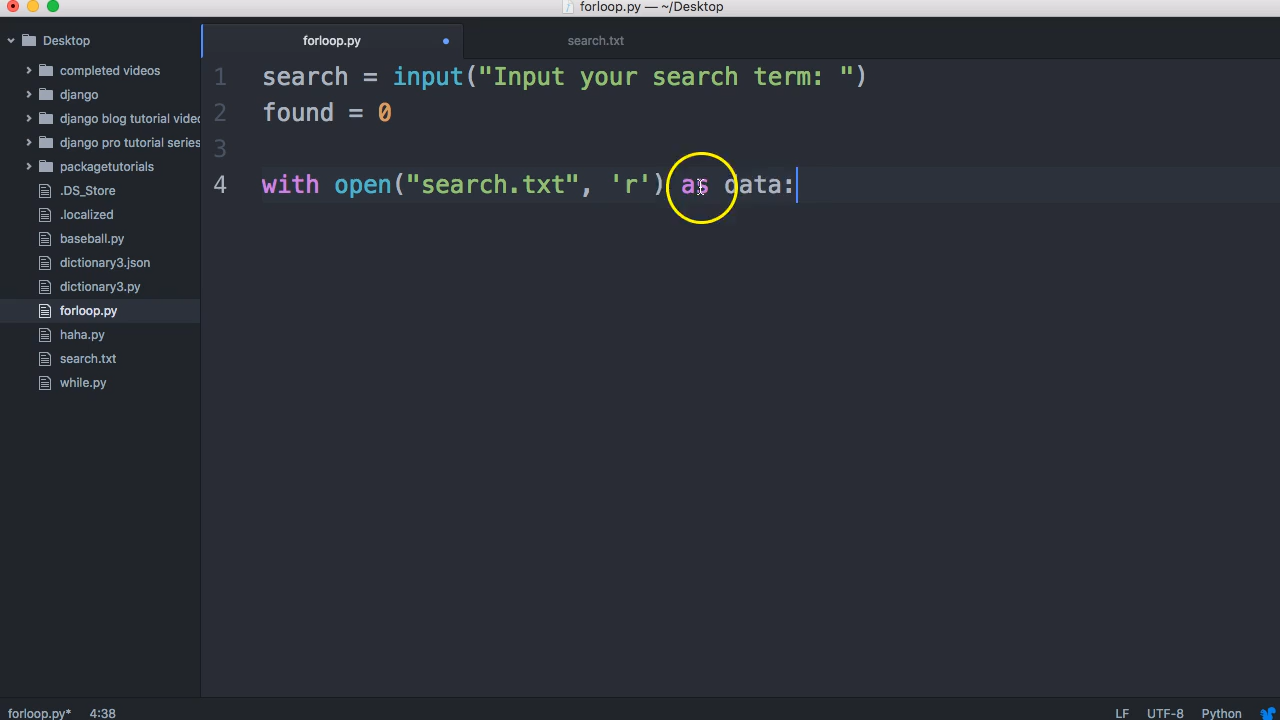 forloop.py — ~/Desktop
Desktop
forloop.py
search.txt
completed videos
django
django blog tutorial vide
django pro tutorial series
packagetutorials
.DS_Store
.localized
baseball.py
dictionary3.json
dictionary3.py
forloop.py
haha.py
search.txt
while.py
1 search = input("Input your search term: ")
2 found = 0
3
4 with open("search.txt", 'r') as data:
forloop.py* 4:38 LF UTF-8 Python